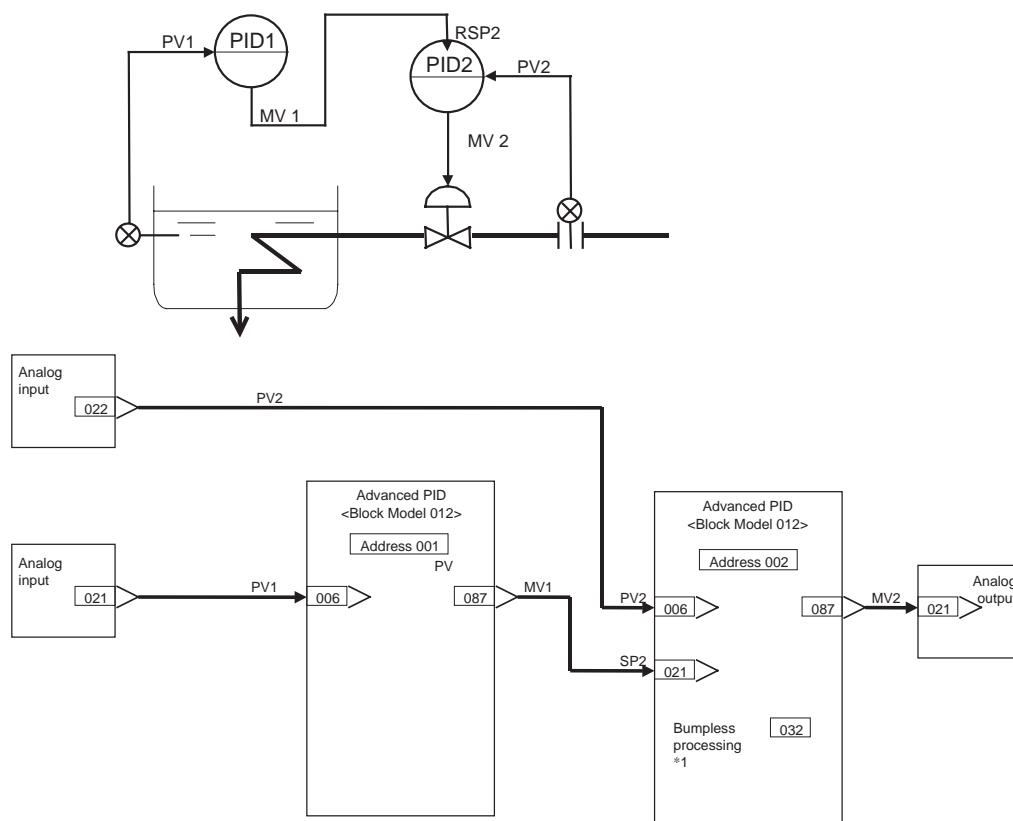 PV1
PID1
RSP2
PID2
PV2
MV 1
MV 2
Analog
input
022
PV2
Advanced PID
<Block Model 012>
Address 001
PV
Advanced PID
<Block Model 012>
Address 002
Analog
input
021
PV1
006
087
MV1
PV2
006
087
MV2
Analog
output
021
SP2
021
Bumpless
processing
*1
032